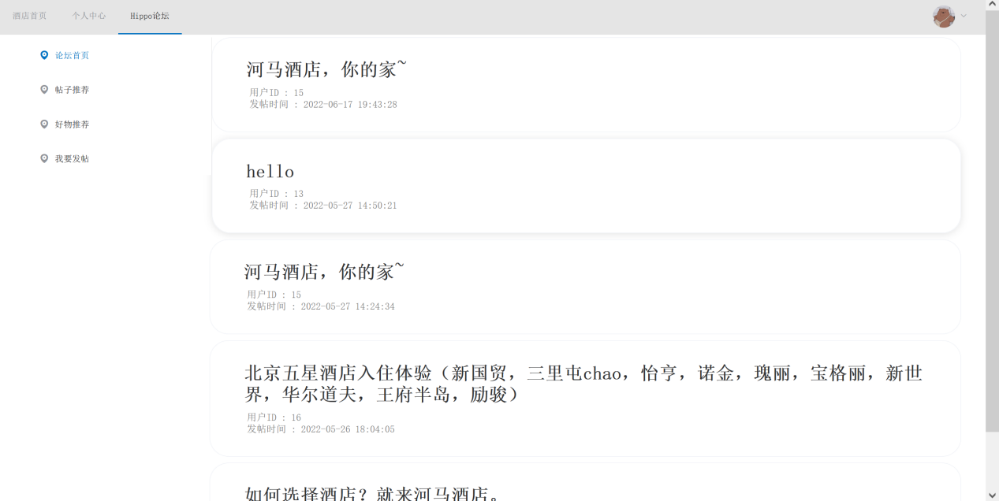 酒店首页 个人中心 Hippo论坛
论坛首页
帖子推荐
好物推荐
我要发帖
河马酒店，你的家~
用户ID : 15
发帖时间 : 2022-06-17 19:43:28
hello
用户ID : 13
发帖时间 : 2022-05-27 14:50:21
河马酒店，你的家~
用户ID : 15
发帖时间 : 2022-05-27 14:24:34
北京五星酒店入住体验（新国贸，三里屯chao，怡亨，诺金，瑰丽，宝格丽，新世
界，华尔道夫，王府半岛，励骏）
用户ID : 16
发帖时间 : 2022-05-26 18:04:05
如何选择酒店？就来河马酒店。